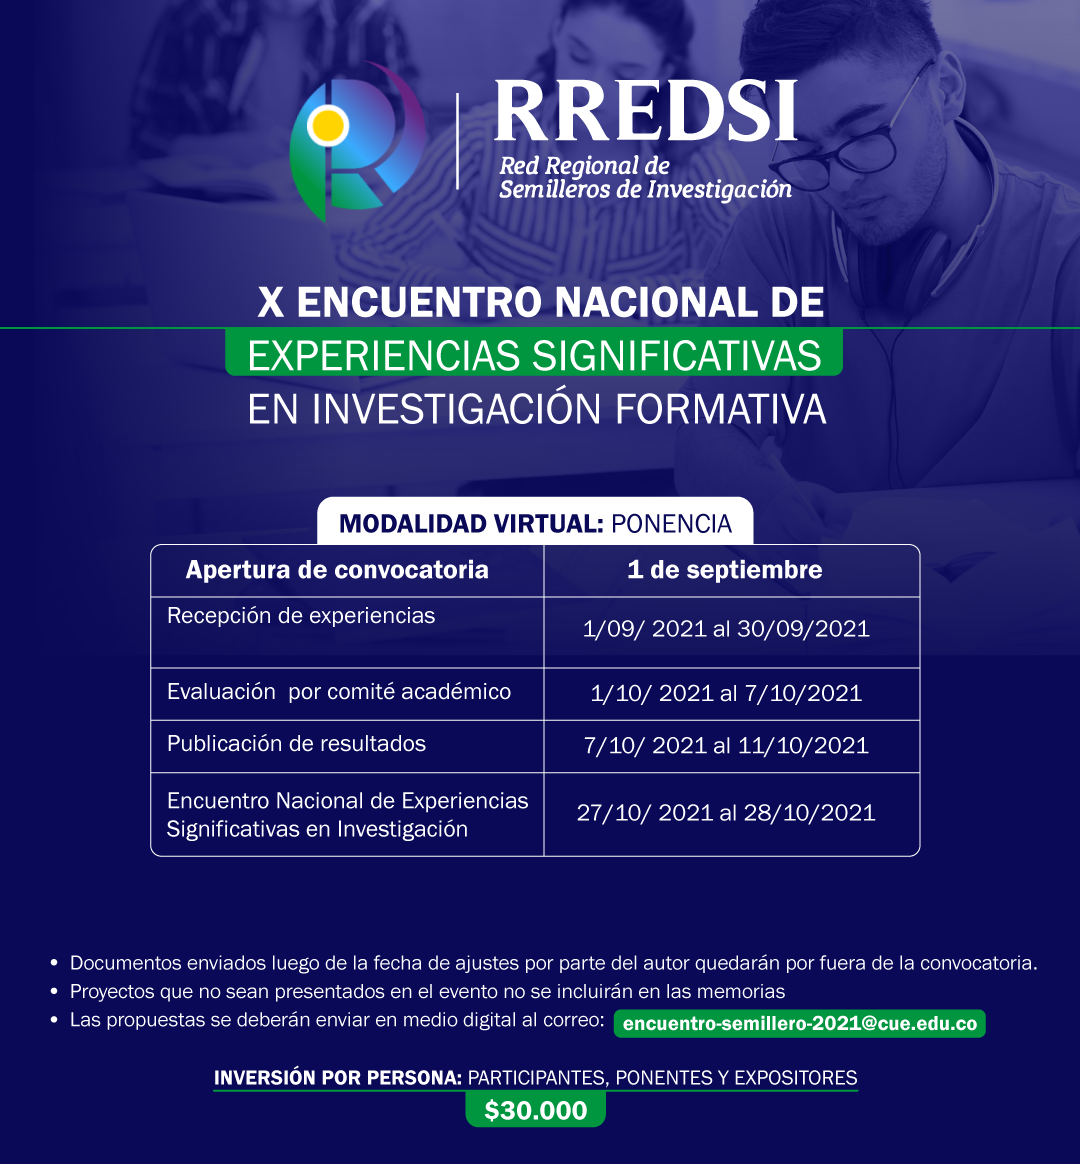 RREDSI
Red Regional de
Semilleros de Investigación
X ENCUENTRO NACIONAL DE
EXPERIENCIAS SIGNIFICATIVAS
EN INVESTIGACIÓN FORMATIVA
MODALIDAD VIRTUAL: PONENCIA
Apertura de convocatoria 1 de septiembre
Recepción de experiencias 1/09/ 2021 al 30/09/2021
Evaluación  por comité académico 1/10/ 2021 al 7/10/2021
Publicación de resultados 7/10/ 2021 al 11/10/2021
Encuentro Nacional de Experiencias
Significativas en Investigación 27/10/ 2021 al 28/10/2021
• Documentos enviados luego de la fecha de ajustes por parte del autor quedarán por fuera de la convocatoria.
• Proyectos que no sean presentados en el evento no se incluirán en las memorias
• Las propuestas se deberán enviar en medio digital al correo: encuentro-semillero-2021@cue.edu.co
INVERSIÓN POR PERSONA: PARTICIPANTES, PONENTES Y EXPOSITORES
$30.000